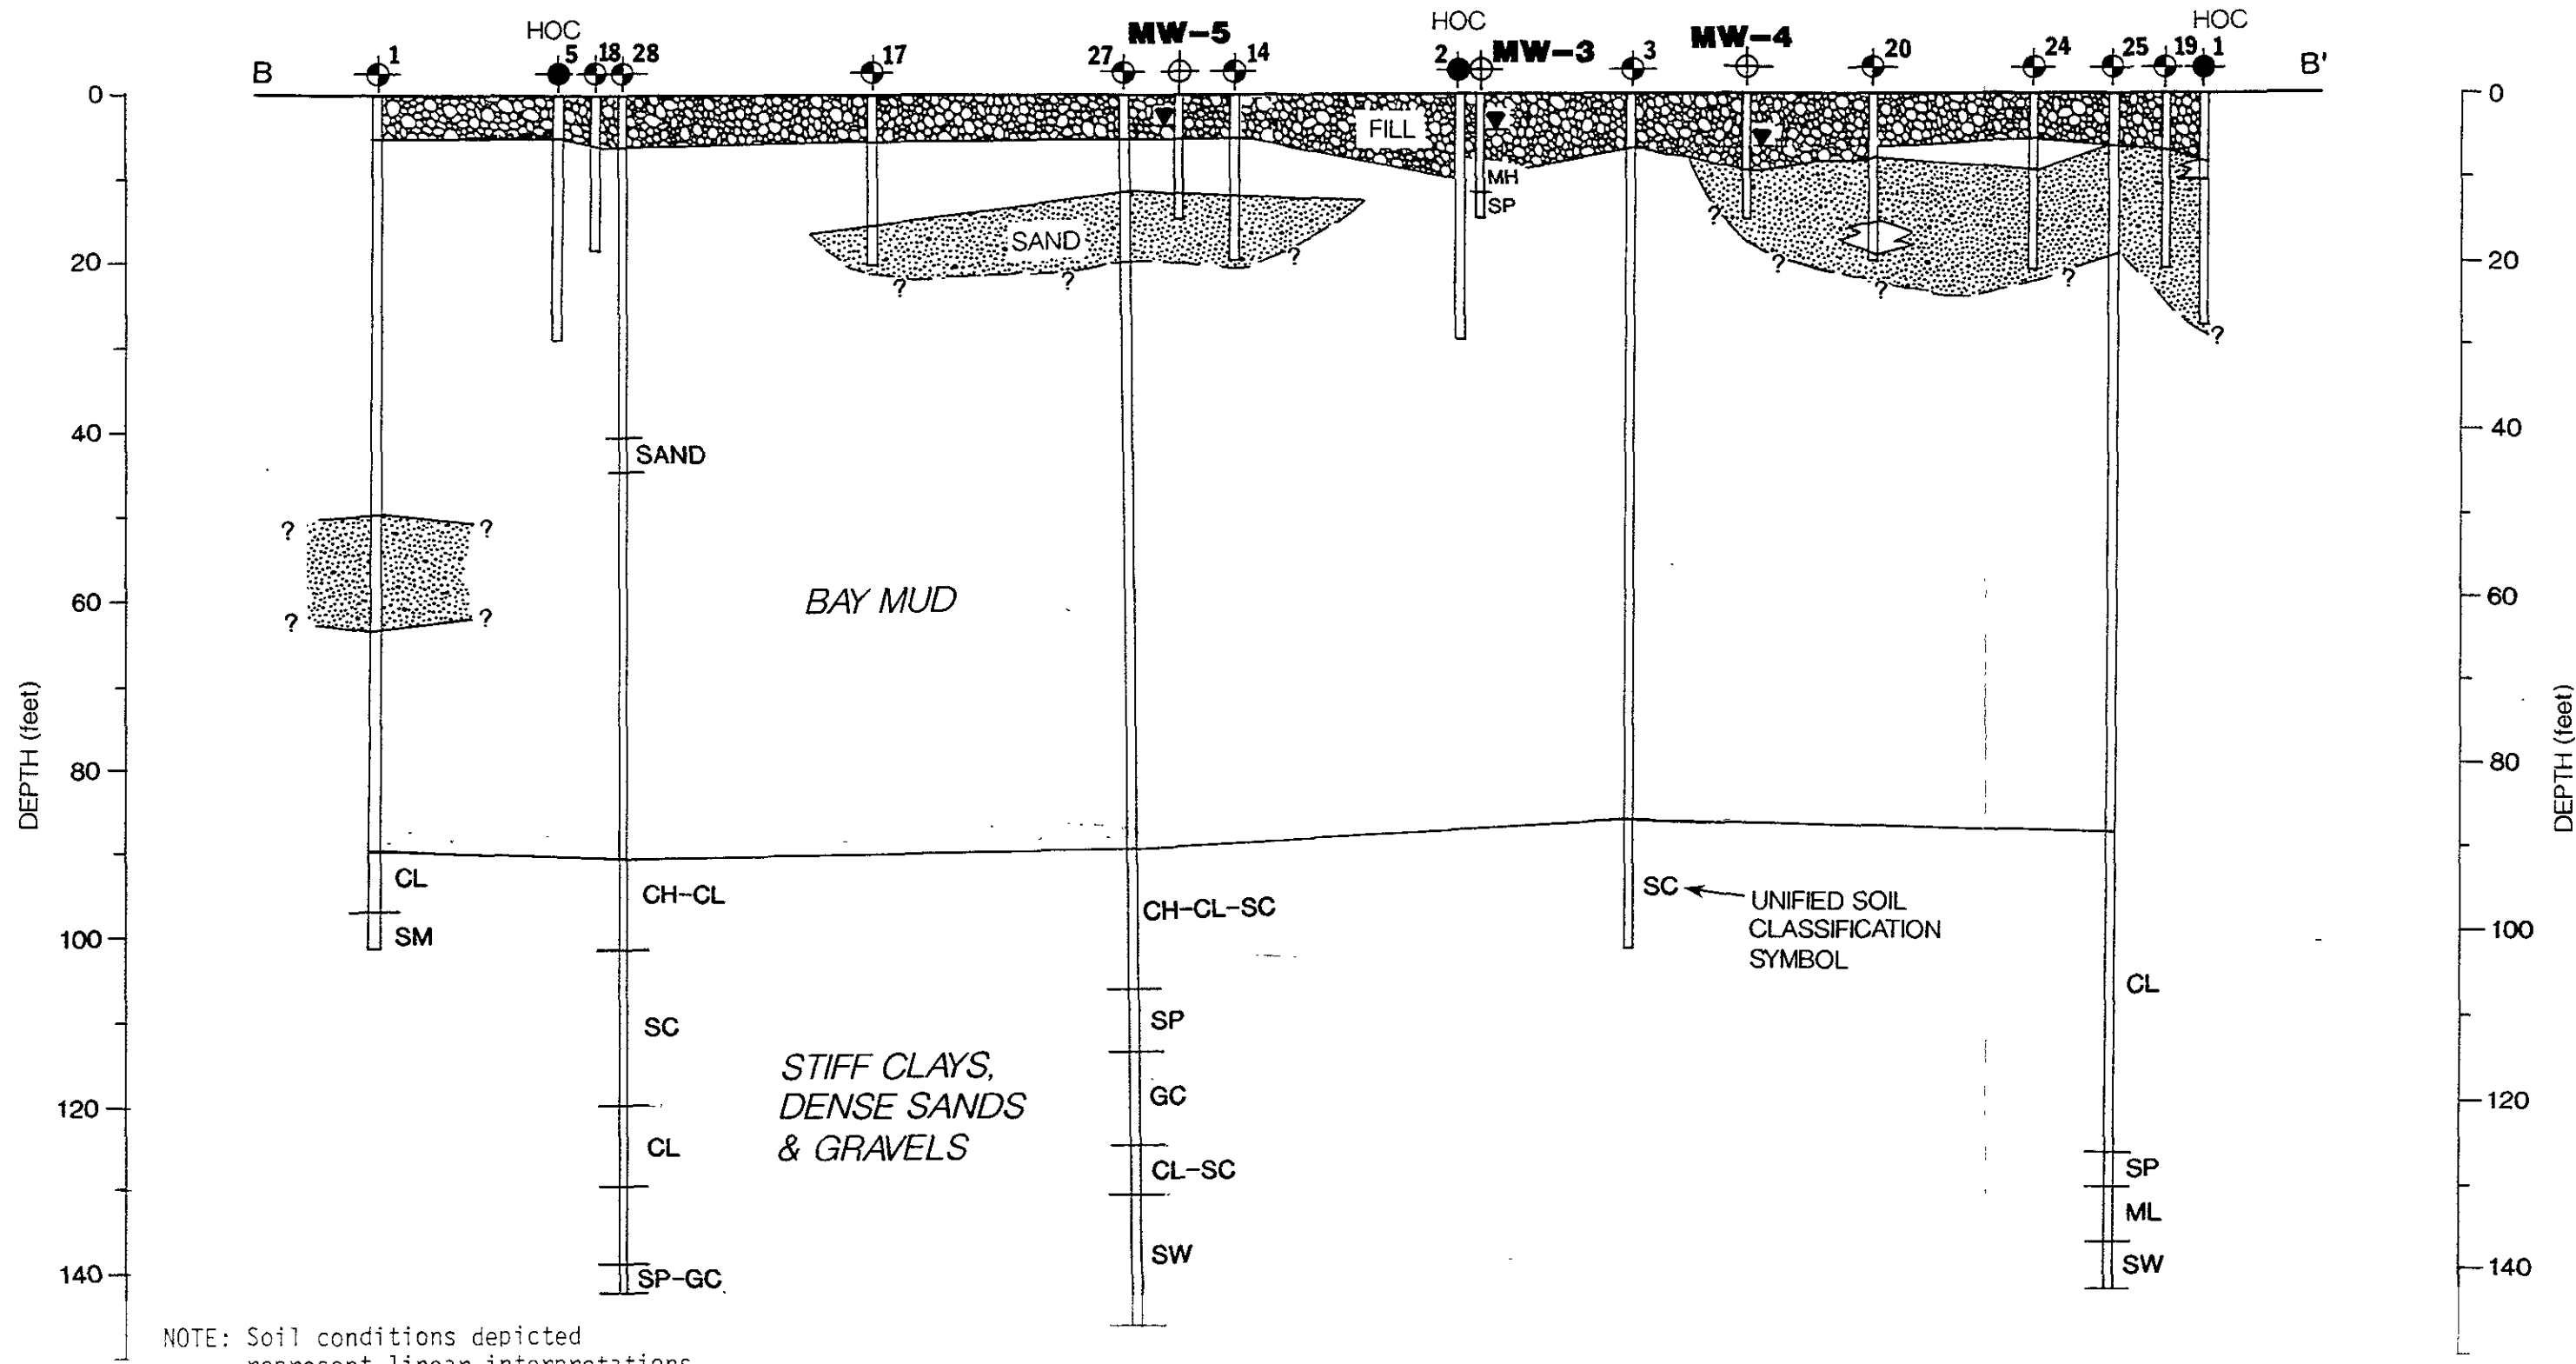 HOC
HOC
HOC
MW-5
MW-4
MW-3
B
1
5
18
28
17
27
14
2
3
20
24
25
19
1
B'
0
0
FILL
MH
SP
?
SAND
?
?
?
?
?
?
?
?
20
20
40
40
SAND
?
?
?
?
BAY MUD
60
60
DEPTH (feet)
DEPTH (feet)
80
80
CL
CH-CL
CH-CL-SC
SC
UNIFIED SOIL
CLASSIFICATION
SYMBOL
SM
100
100
CL
SP
SC
STIFF CLAYS,
DENSE SANDS
& GRAVELS
GC
120
120
CL
CL-SC
SP
ML
SW
SW
SP-GC
140
140
NOTE: Soil conditions depicted
represent linear interpretations